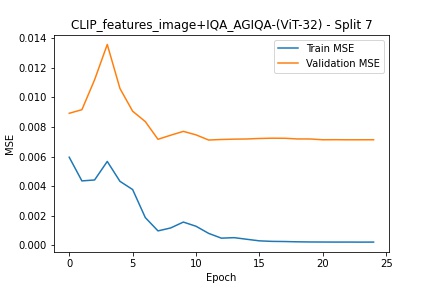 CLIP_features_image+IQA_AGIQA-(ViT-32) - Split 7
Train MSE
Validation MSE
MSE
0.014
0.012
0.010
0.008
0.006
0.004
0.002
0.000
0 5 10 15 20 25
Epoch